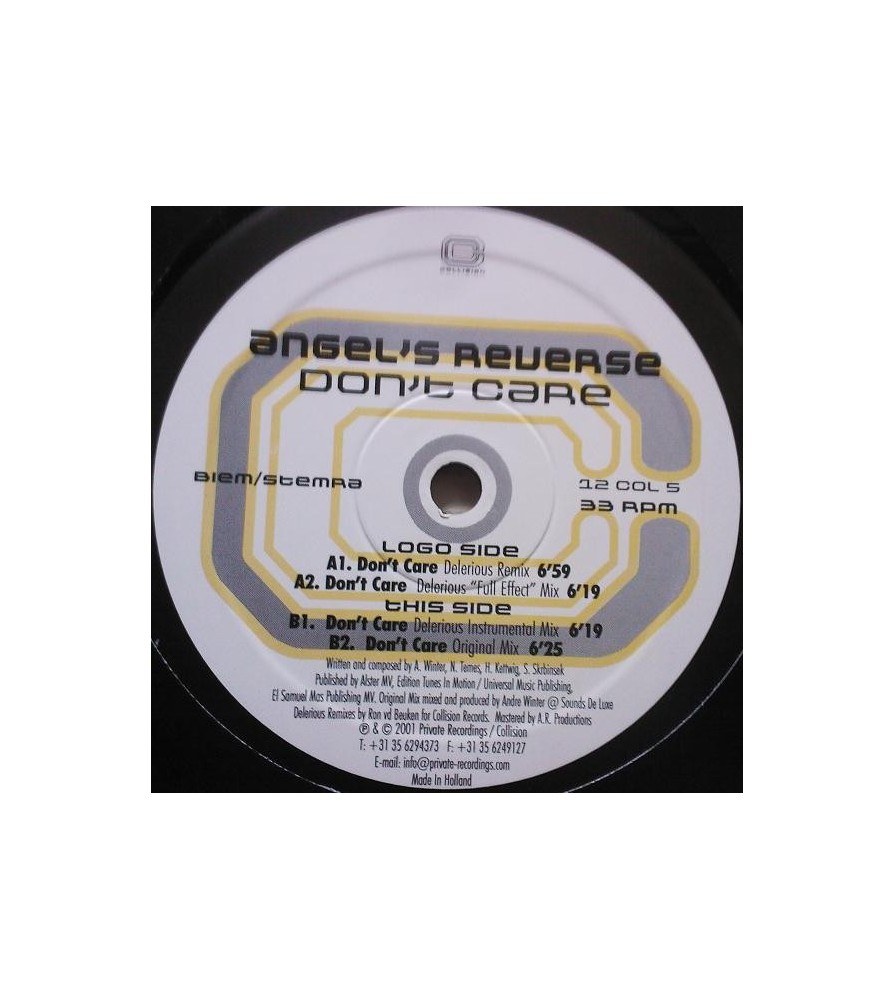 COLLISION
ANGEL'S REVERSE
DON'T CARE
BIEM/STEMRA
12 COL 5
33 RPM
LOGO SIDE
A1. Don't Care Delerious Remix 6'59
A2. Don't Care Delerious "Full Effect" Mix 6'19
THIS SIDE
B1. Don't Care Delerious Instrumental Mix 6'19
B2. Don't Care Original Mix 6'25
Written and composed by A. Winter, N. Temes, H. Kettwig, S. Skrbinsek
Published by Alster MV, Edition Tunes In Motion / Universal Music Publishing,
El Samuel Mas Publishing MV. Original Mix mixed and produced by Andre Winter @ Sounds De Luxe
Delerious Remixes by Ron vd Beuken for Collision Records. Mastered by A.R. Productions
℗ & © 2001 Private Recordings / Collision
T: +31 35 6294373 F: +31 35 6249127
E-mail: info@private-recordings.com
Made In Holland